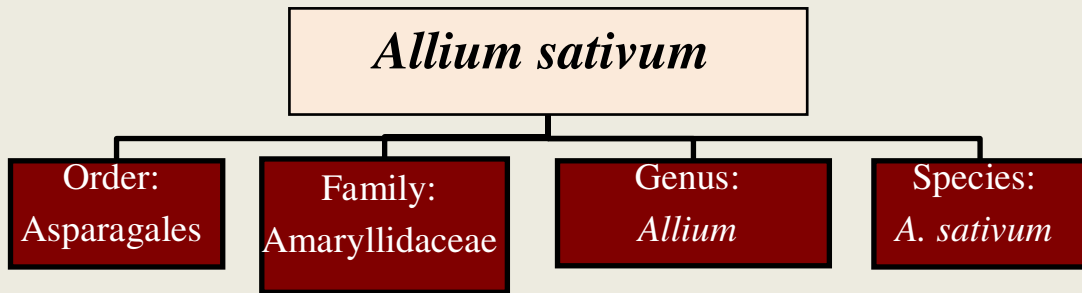 Allium sativum
Order:
Asparagales
Family:
Amaryllidaceae
Genus:
Allium
Species:
A. sativum